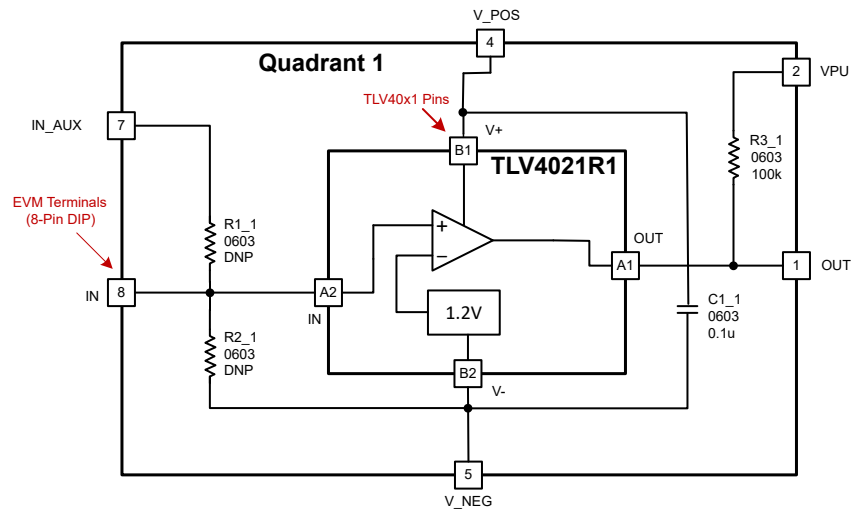 V_POS
4
Quadrant 1
2
VPU
TLV40x1 Pins
IN_AUX
7
V+
B1
R3_1
0603
100k
TLV4021R1
EVM Terminals
(8-Pin DIP)
R1_1
0603
DNP
+
−
OUT
A1
1
OUT
IN
8
A2
IN
1.2V
C1_1
0603
0.1u
R2_1
0603
DNP
B2
V-
5
V_NEG